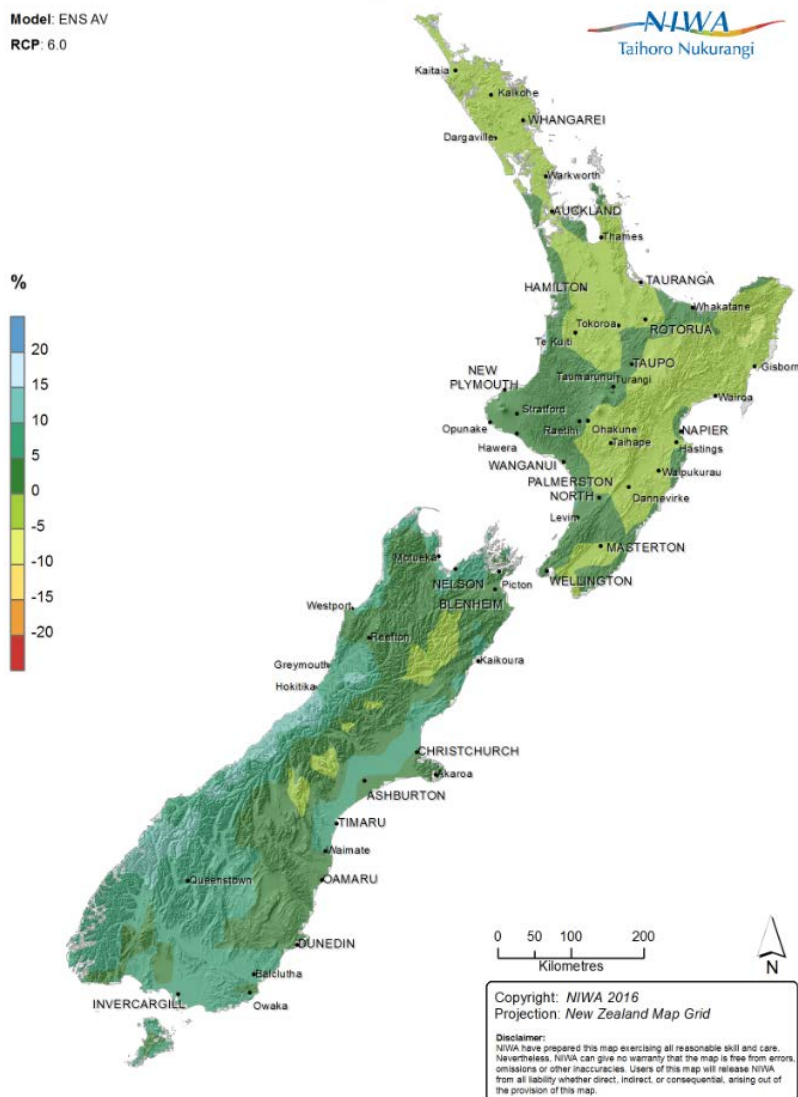 Model: ENS AV
RCP: 6.0
NIWA
Taihoro Nukurangi
Kaitaia
Kaikohe
WHANGAREI
Dargaville
Warkworth
AUCKLAND
Thames
TAURANGA
HAMILTON
Whakatane
Tokoroa
ROTORUA
Te Kuiti
TAUPO
Gisborn
NEW
PLYMOUTH
Taumarunui
Turangi
Wairoa
Stratford
Opunake
Raetihi
Ohakune
NAPIER
Hawera
Taihape
Hastings
WANGANUI
Waipukurau
PALMERSTON
NORTH
Dannevirke
Levin
MASTERTON
WELLINGTON
Motueka
NELSON
Picton
BLENHEIM
Westport
Reefton
Greymouth
Kaikoura
Hokitika
CHRISTCHURCH
Akaroa
ASHBURTON
TIMARU
Waimate
Queenstown
OAMARU
DUNEDIN
Balclutha
INVERCARGILL
Owaka
%
20
15
10
5
0
-5
-10
-15
-20
0 50 100 200
Kilometres
N
Copyright: NIWA 2016
Projection: New Zealand Map Grid
Disclaimer:
NIWA have prepared this map exercising all reasonable skill and care.
Nevertheless, NIWA can give no warranty that the map is free from errors,
omissions or other inaccuracies. Users of this map will release NIWA
from all liability whether direct, indirect, or consequential, arising out of
the provision of this map.